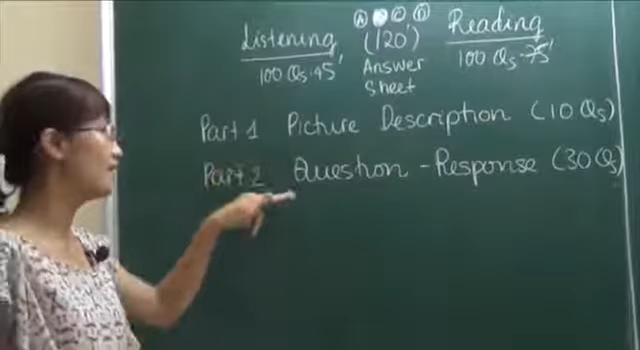 Ⓐ Ⓑ Ⓒ Ⓓ
Listening (120') Reading
100 Qs. 45' Answer Sheet 100 Qs. 75'
Part 1 Picture Description (10 Qs)
Part 2 Question - Response (30 Qs)